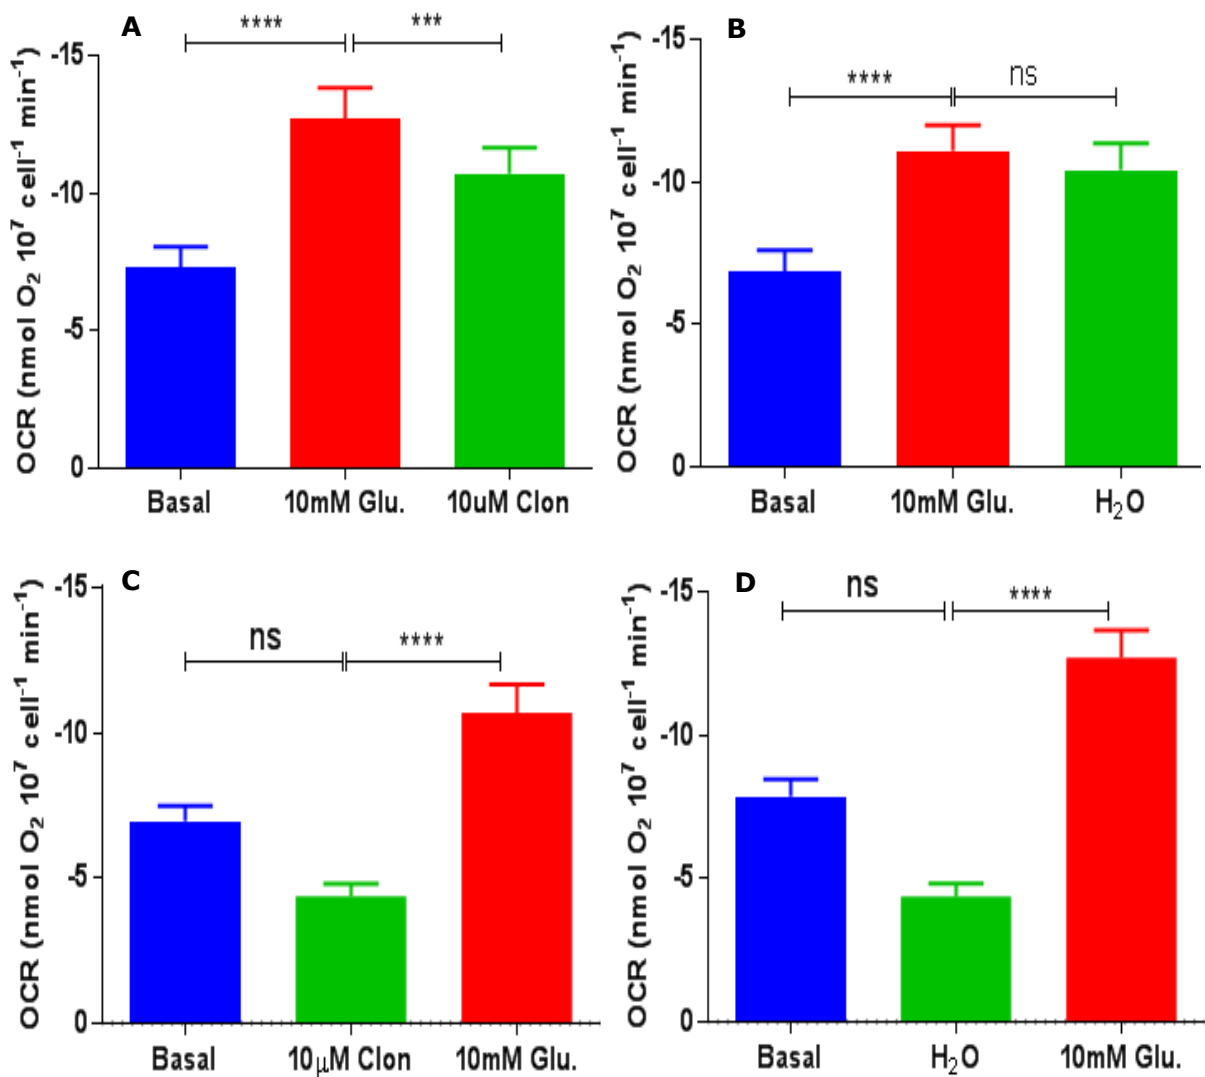 A
**** ***
OCR (nmol O₂ 10⁷ cell⁻¹ min⁻¹)
-15
-10
-5
0
Basal 10mM Glu. 10uM Clon
B
**** ns
OCR (nmol O₂ 10⁷ cell⁻¹ min⁻¹)
-15
-10
-5
0
Basal 10mM Glu. H₂O
C
ns ****
OCR (nmol O₂ 10⁷ cell⁻¹ min⁻¹)
-15
-10
-5
0
Basal 10μM Clon 10mM Glu.
D
ns ****
OCR (nmol O₂ 10⁷ cell⁻¹ min⁻¹)
-15
-10
-5
0
Basal H₂O 10mM Glu.